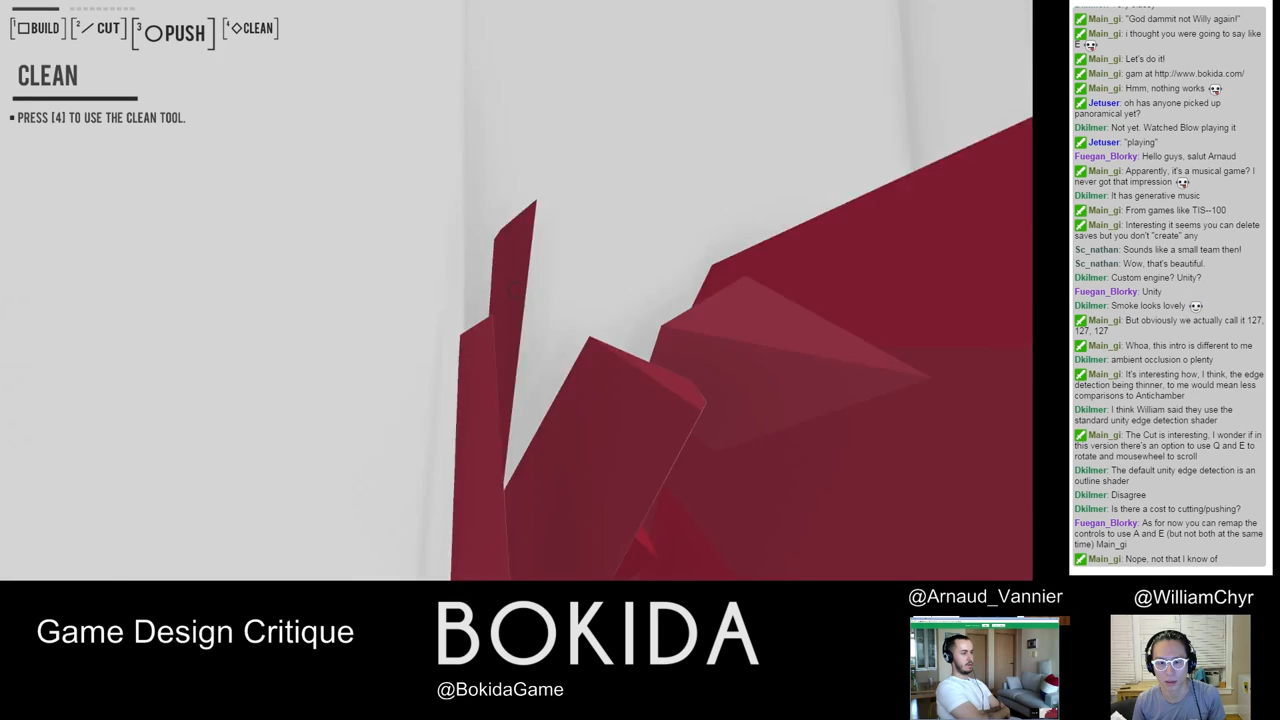 [1 BUILD] [2 CUT] [3 PUSH] [4 CLEAN]
CLEAN
PRESS [4] TO USE THE CLEAN TOOL.
Main_gi: "God dammit not Willy again!"
Main_gi: i thought you were going to say like
E
Main_gi: Let's do it!
Main_gi: gam at http://www.bokida.com/
Main_gi: Hmm, nothing works
Jetuser: oh has anyone picked up
panoramical yet?
Dkilmer: Not yet. Watched Blow playing it
Jetuser: "playing"
Fuegan_Blorky: Hello guys, salut Arnaud
Main_gi: Apparently, it's a musical game? I
never got that impression
Dkilmer: It has generative music
Main_gi: From games like TIS--100
Main_gi: Interesting it seems you can delete
saves but you don't "create" any
Sc_nathan: Sounds like a small team then!
Sc_nathan: Wow, that's beautiful.
Dkilmer: Custom engine? Unity?
Fuegan_Blorky: Unity
Dkilmer: Smoke looks lovely
Main_gi: But obviously we actually call it 127,
127, 127
Main_gi: Whoa, this intro is different to me
Dkilmer: ambient occlusion o plenty
Main_gi: It's interesting how, I think, the edge
detection being thinner, to me would mean less
comparisons to Antichamber
Dkilmer: I think William said they use the
standard unity edge detection shader
Main_gi: The Cut is interesting, I wonder if in
this version there's an option to use Q and E to
rotate and mousewheel to scroll
Dkilmer: The default unity edge detection is an
outline shader
Dkilmer: Disagree
Dkilmer: Is there a cost to cutting/pushing?
Fuegan_Blorky: As for now you can remap the
controls to use A and E (but not both at the same
time) Main_gi
Main_gi: Nope, not that I know of
Game Design Critique
BOKIDA
@BokidaGame
@Arnaud_Vannier
@WilliamChyr